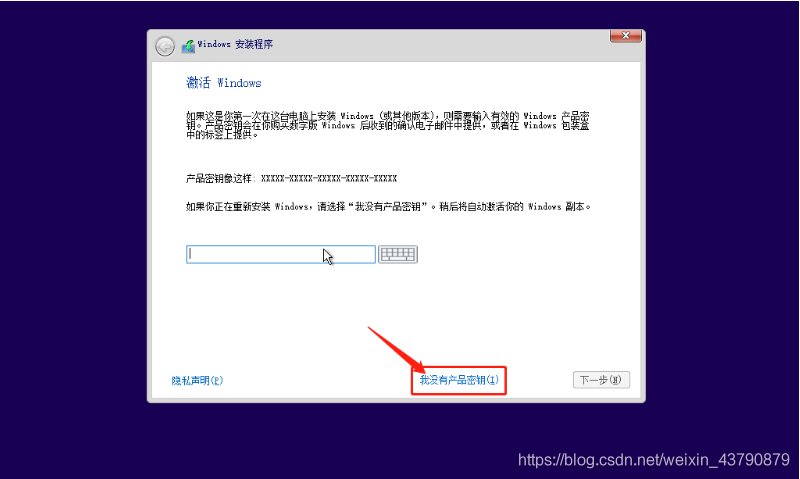 Windows 安装程序
激活 Windows
如果这是你第一次在这台电脑上安装 Windows (或其他版本)，则需要输入有效的 Windows 产品密
钥。产品密钥会在你购买数字版 Windows 后收到的确认电子邮件中提供，或者在 Windows 包装盒
中的标签上提供。
产品密钥像这样: XXXXX-XXXXX-XXXXX-XXXXX-XXXXX
如果你正在重新安装 Windows，请选择“我没有产品密钥”。稍后将自动激活你的 Windows 副本。
隐私声明(P)
我没有产品密钥(I)
下一步(N)
https://blog.csdn.net/weixin_43790879